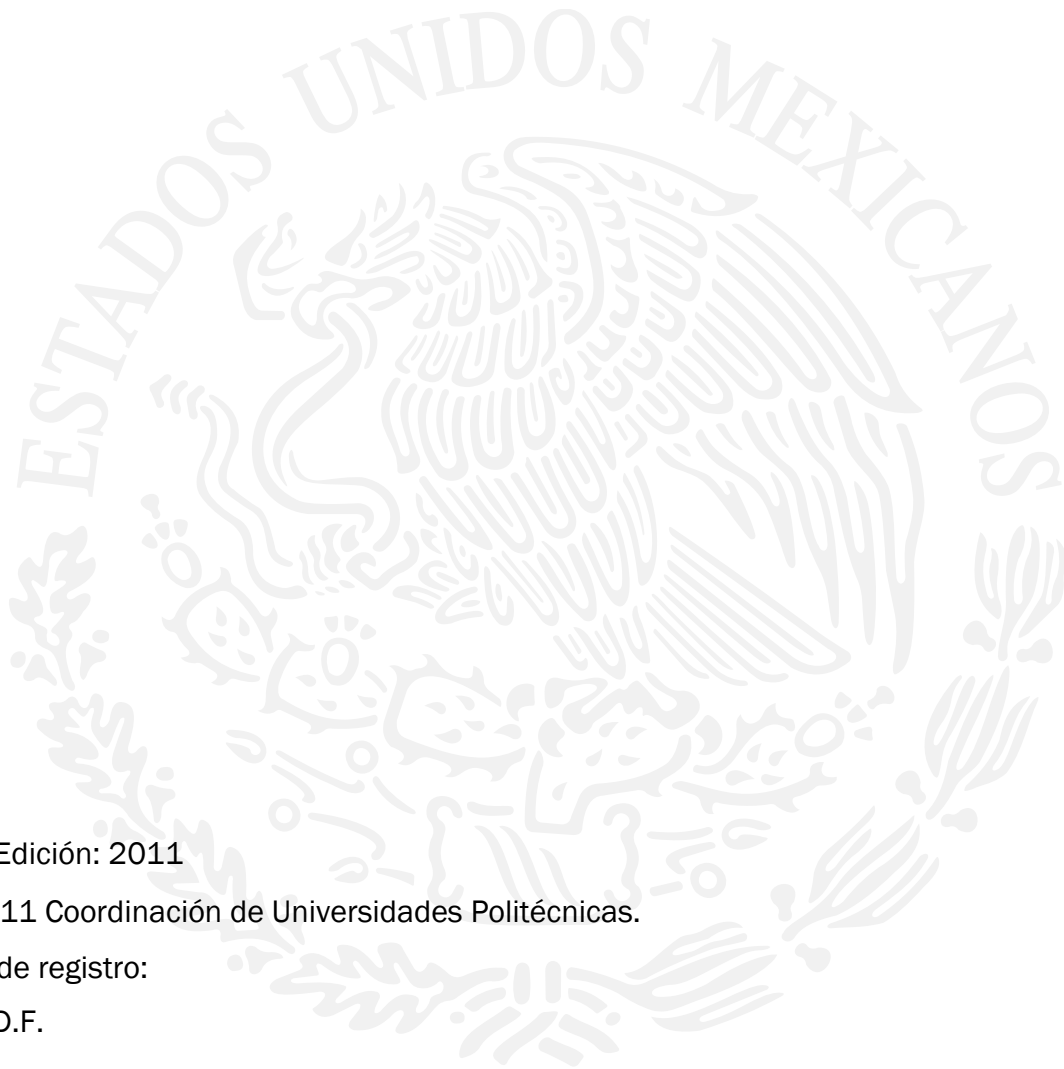 ESTADOS UNIDOS MEXICANOS
Edición: 2011
11 Coordinación de Universidades Politécnicas.
de registro:
D.F.